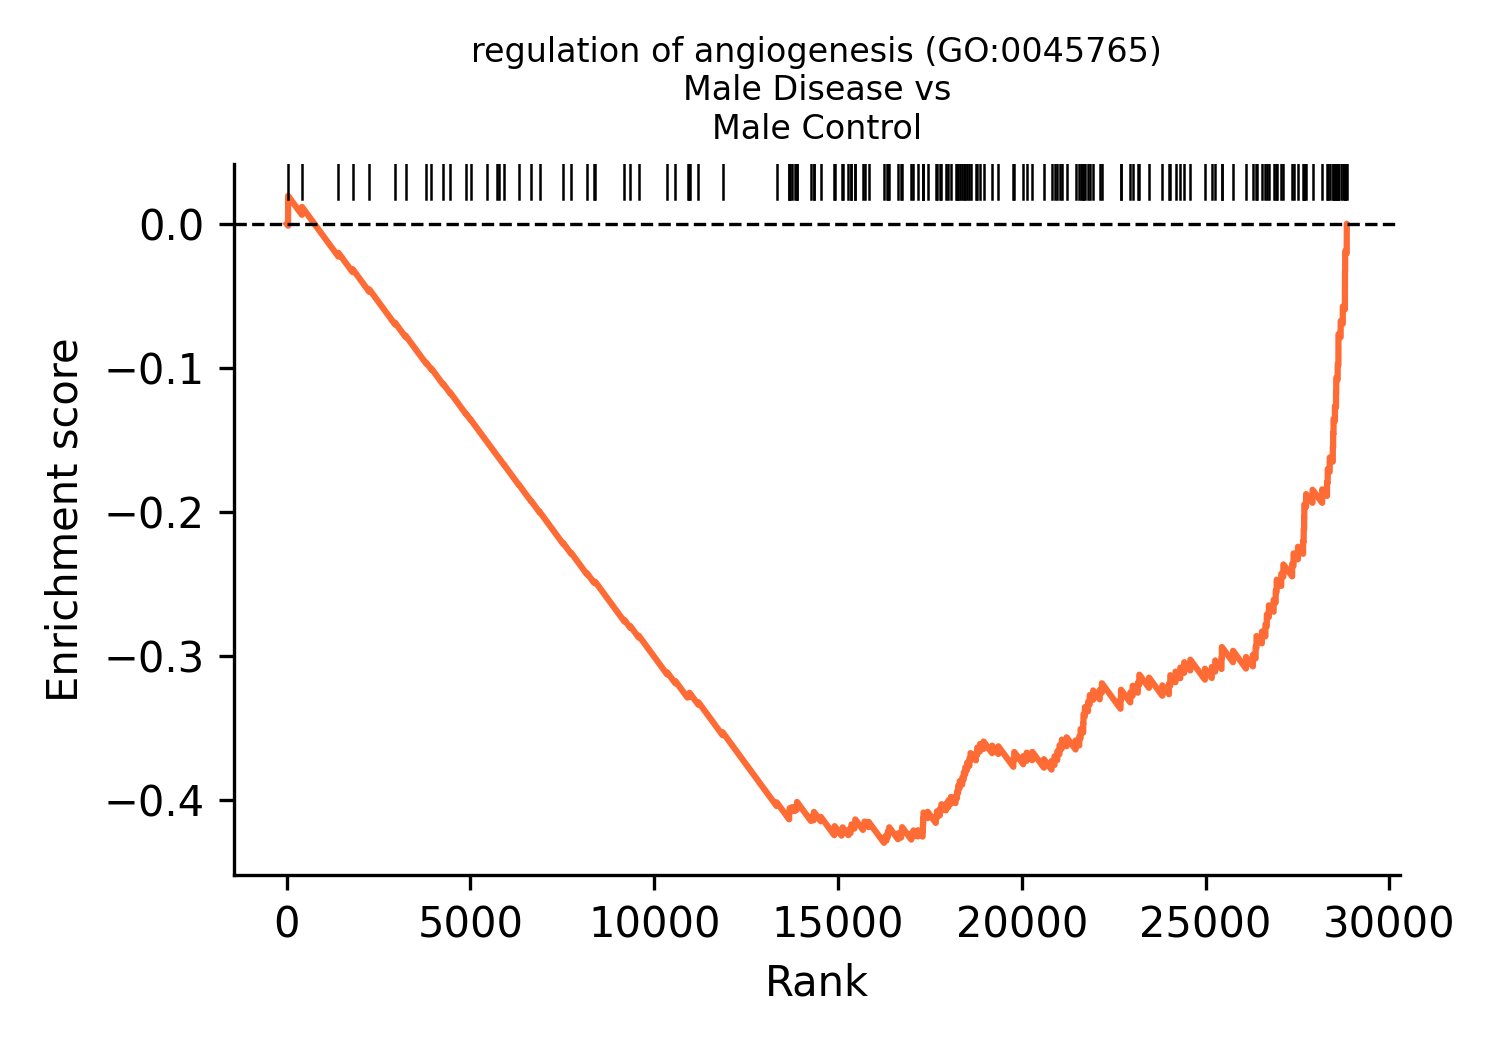 regulation of angiogenesis (GO:0045765)
Male Disease vs
Male Control
Enrichment score
0.0
−0.1
−0.2
−0.3
−0.4
0
5000
10000
15000
20000
25000
30000
Rank